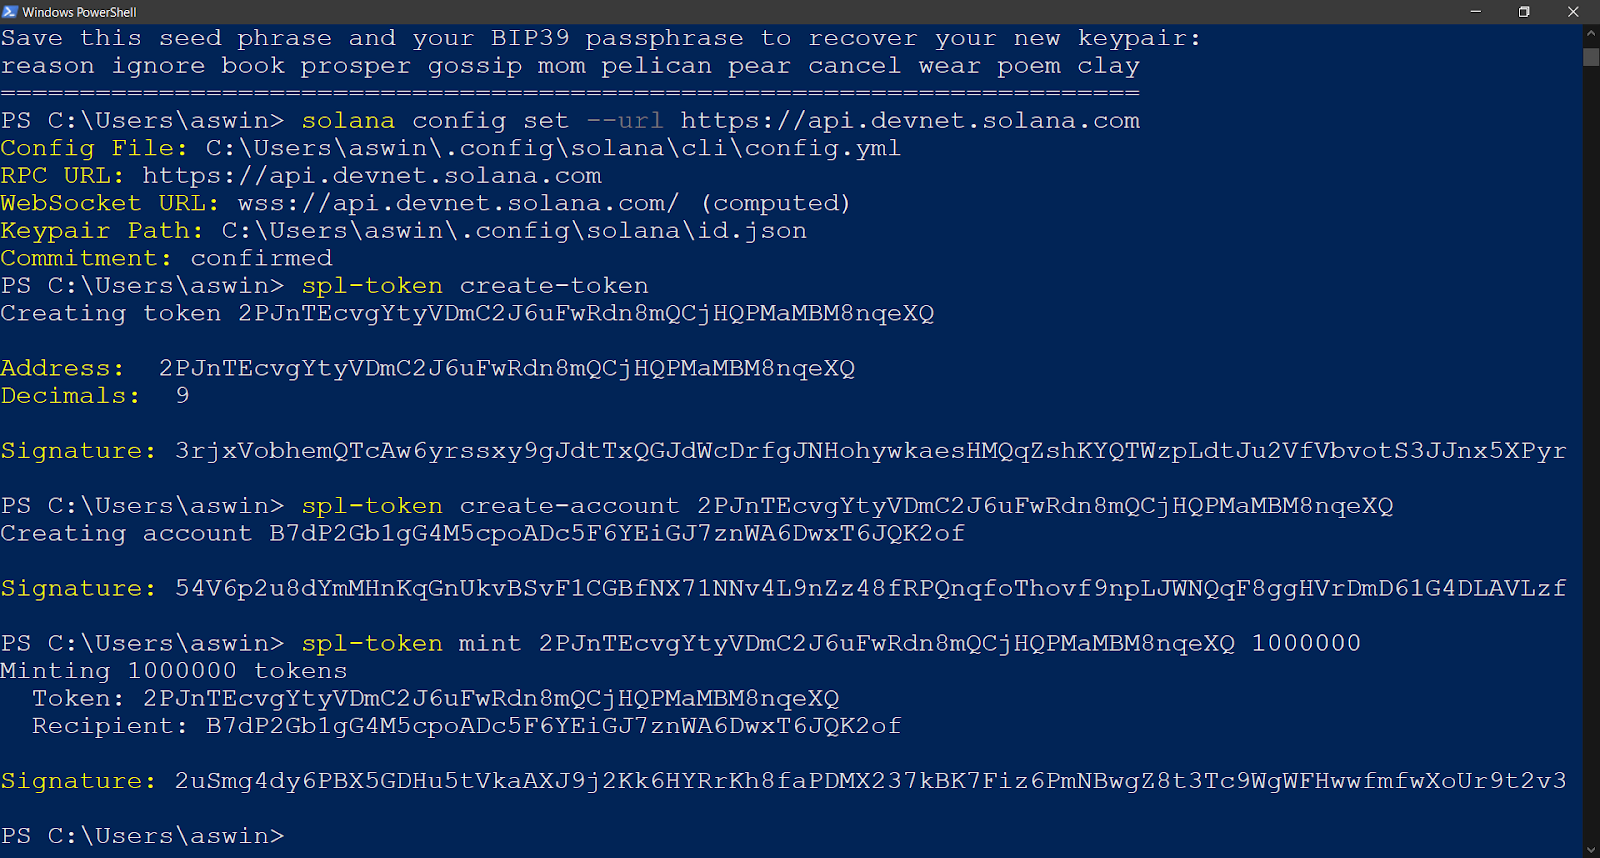 Windows PowerShell
Save this seed phrase and your BIP39 passphrase to recover your new keypair:
reason ignore book prosper gossip mom pelican pear cancel wear poem clay
========================================================================
PS C:\Users\aswin> solana config set --url https://api.devnet.solana.com
Config File: C:\Users\aswin\.config\solana\cli\config.yml
RPC URL: https://api.devnet.solana.com
WebSocket URL: wss://api.devnet.solana.com/ (computed)
Keypair Path: C:\Users\aswin\.config\solana\id.json
Commitment: confirmed
PS C:\Users\aswin> spl-token create-token
Creating token 2PJnTEcvgYtyVDmC2J6uFwRdn8mQCjHQPMaMBM8nqeXQ
Address:  2PJnTEcvgYtyVDmC2J6uFwRdn8mQCjHQPMaMBM8nqeXQ
Decimals:  9
Signature: 3rjxVobhemQTcAw6yrssxy9gJdtTxQGJdWcDrfgJNHohywkaesHMQqZshKYQTWzpLdtJu2VfVbvotS3JJnx5XPyr
PS C:\Users\aswin> spl-token create-account 2PJnTEcvgYtyVDmC2J6uFwRdn8mQCjHQPMaMBM8nqeXQ
Creating account B7dP2Gb1gG4M5cpoADc5F6YEiGJ7znWA6DwxT6JQK2of
Signature: 54V6p2u8dYmMHnKqGnUkvBSvF1CGBfNX71NNv4L9nZz48fRPQnqfoThovf9npLJWNQqF8ggHVrDmD61G4DLAVLzf
PS C:\Users\aswin> spl-token mint 2PJnTEcvgYtyVDmC2J6uFwRdn8mQCjHQPMaMBM8nqeXQ 1000000
Minting 1000000 tokens
  Token: 2PJnTEcvgYtyVDmC2J6uFwRdn8mQCjHQPMaMBM8nqeXQ
  Recipient: B7dP2Gb1gG4M5cpoADc5F6YEiGJ7znWA6DwxT6JQK2of
Signature: 2uSmg4dy6PBX5GDHu5tVkaAXJ9j2Kk6HYRrKh8faPDMX237kBK7Fiz6PmNBwgZ8t3Tc9WgWFHwwfmfwXoUr9t2v3
PS C:\Users\aswin>